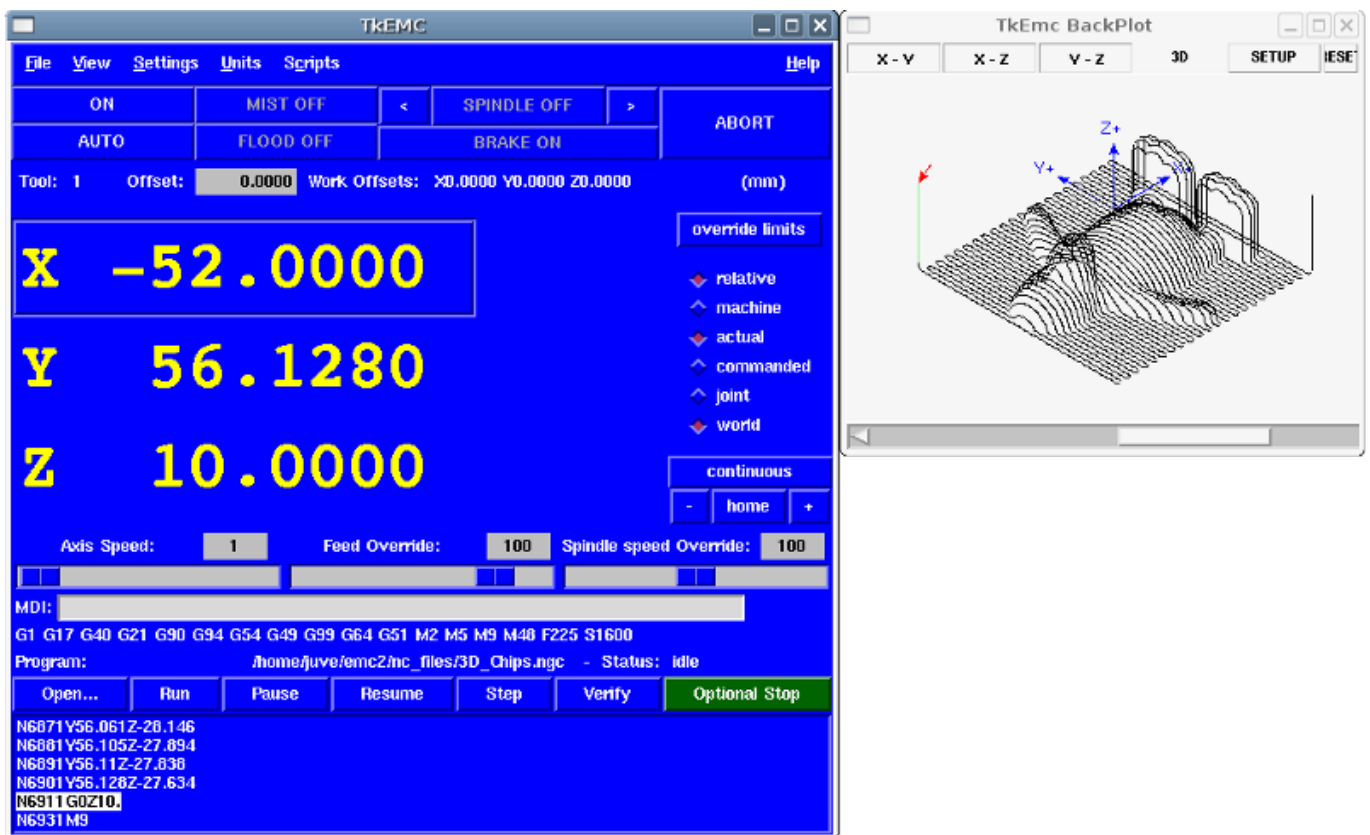 TkEMC
File View Settings Units Scripts Help
ON MIST OFF < SPINDLE OFF > ABORT
AUTO FLOOD OFF BRAKE ON
Tool: 1 Offset: 0.0000 Work Offsets: X0.0000 Y0.0000 Z0.0000 (mm)
override limits
X -52.0000
relative
machine
Y 56.1280
actual
commanded
joint
world
Z 10.0000
continuous
- home +
Axis Speed: 1 Feed Override: 100 Spindle speed Override: 100
MDI:
G1 G17 G40 G21 G90 G94 G54 G49 G99 G64 G51 M2 M5 M9 M48 F225 S1600
Program: /home/juve/emc2/nc_files/3D_Chips.ngc - Status: idle
Open... Run Pause Resume Step Verify Optional Stop
N6871Y56.061Z-28.146
N6881Y56.105Z-27.894
N6891Y56.11Z-27.838
N6901Y56.128Z-27.634
N6911G0Z10.
N6931M9
TkEmc BackPlot
X - Y X - Z Y - Z 3D SETUP
Z+
Y+